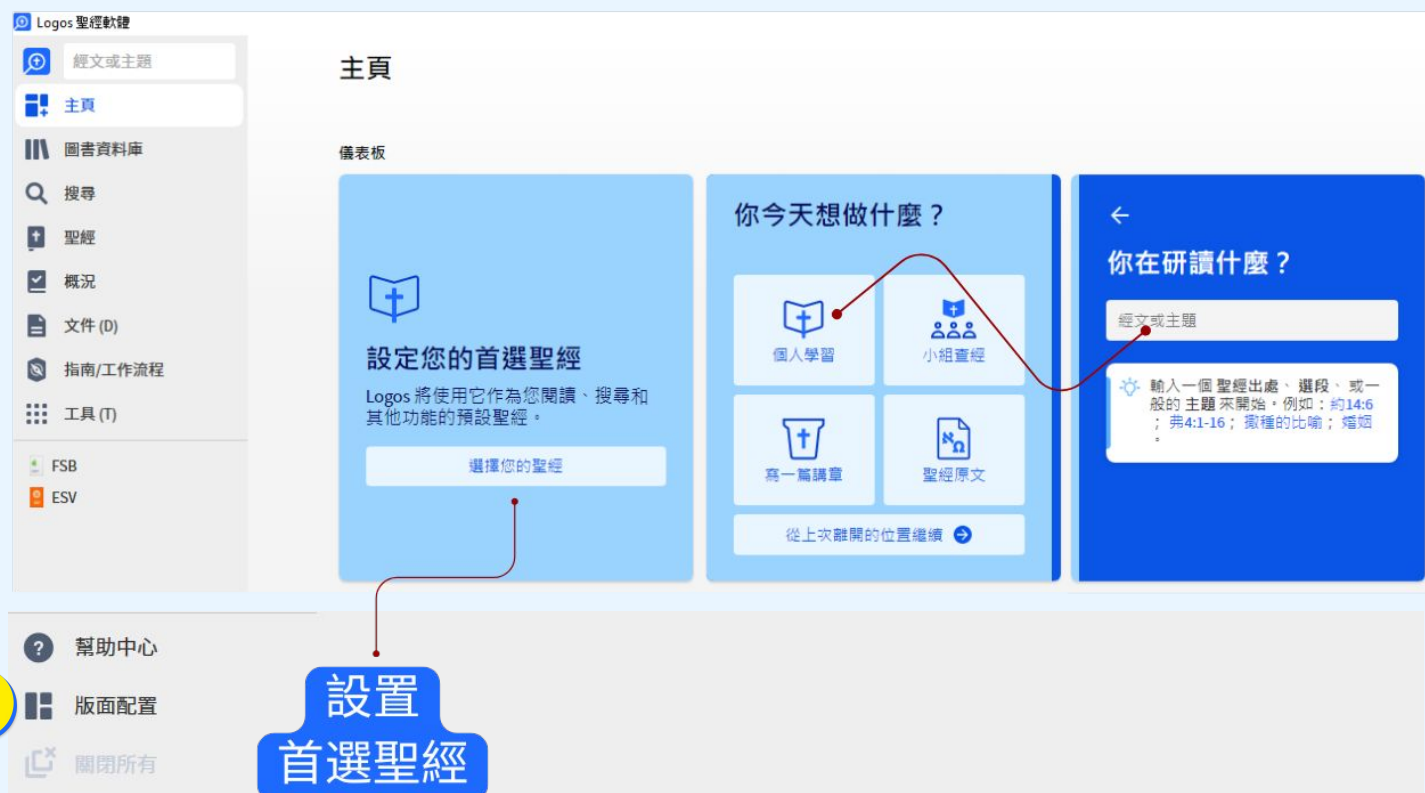 Logos 聖經軟體
經文或主題
主頁
圖書資料庫
搜尋
聖經
概況
文件 (D)
指南/工作流程
工具 (T)
FSB
ESV
主頁
儀表板
設定您的首選聖經
Logos 將使用它作為您閱讀、搜尋和
其他功能的預設聖經。
選擇您的聖經
你今天想做什麼？
個人學習
小組查經
寫一篇講章
聖經原文
從上次離開的位置繼續
你在研讀什麼？
經文或主題
輸入一個 聖經出處、 選段、 或一
般的 主題 來開始。例如：約14:6
； 弗4:1-16； 撒種的比喻； 婚姻
。
幫助中心
版面配置
關閉所有
設置
首選聖經